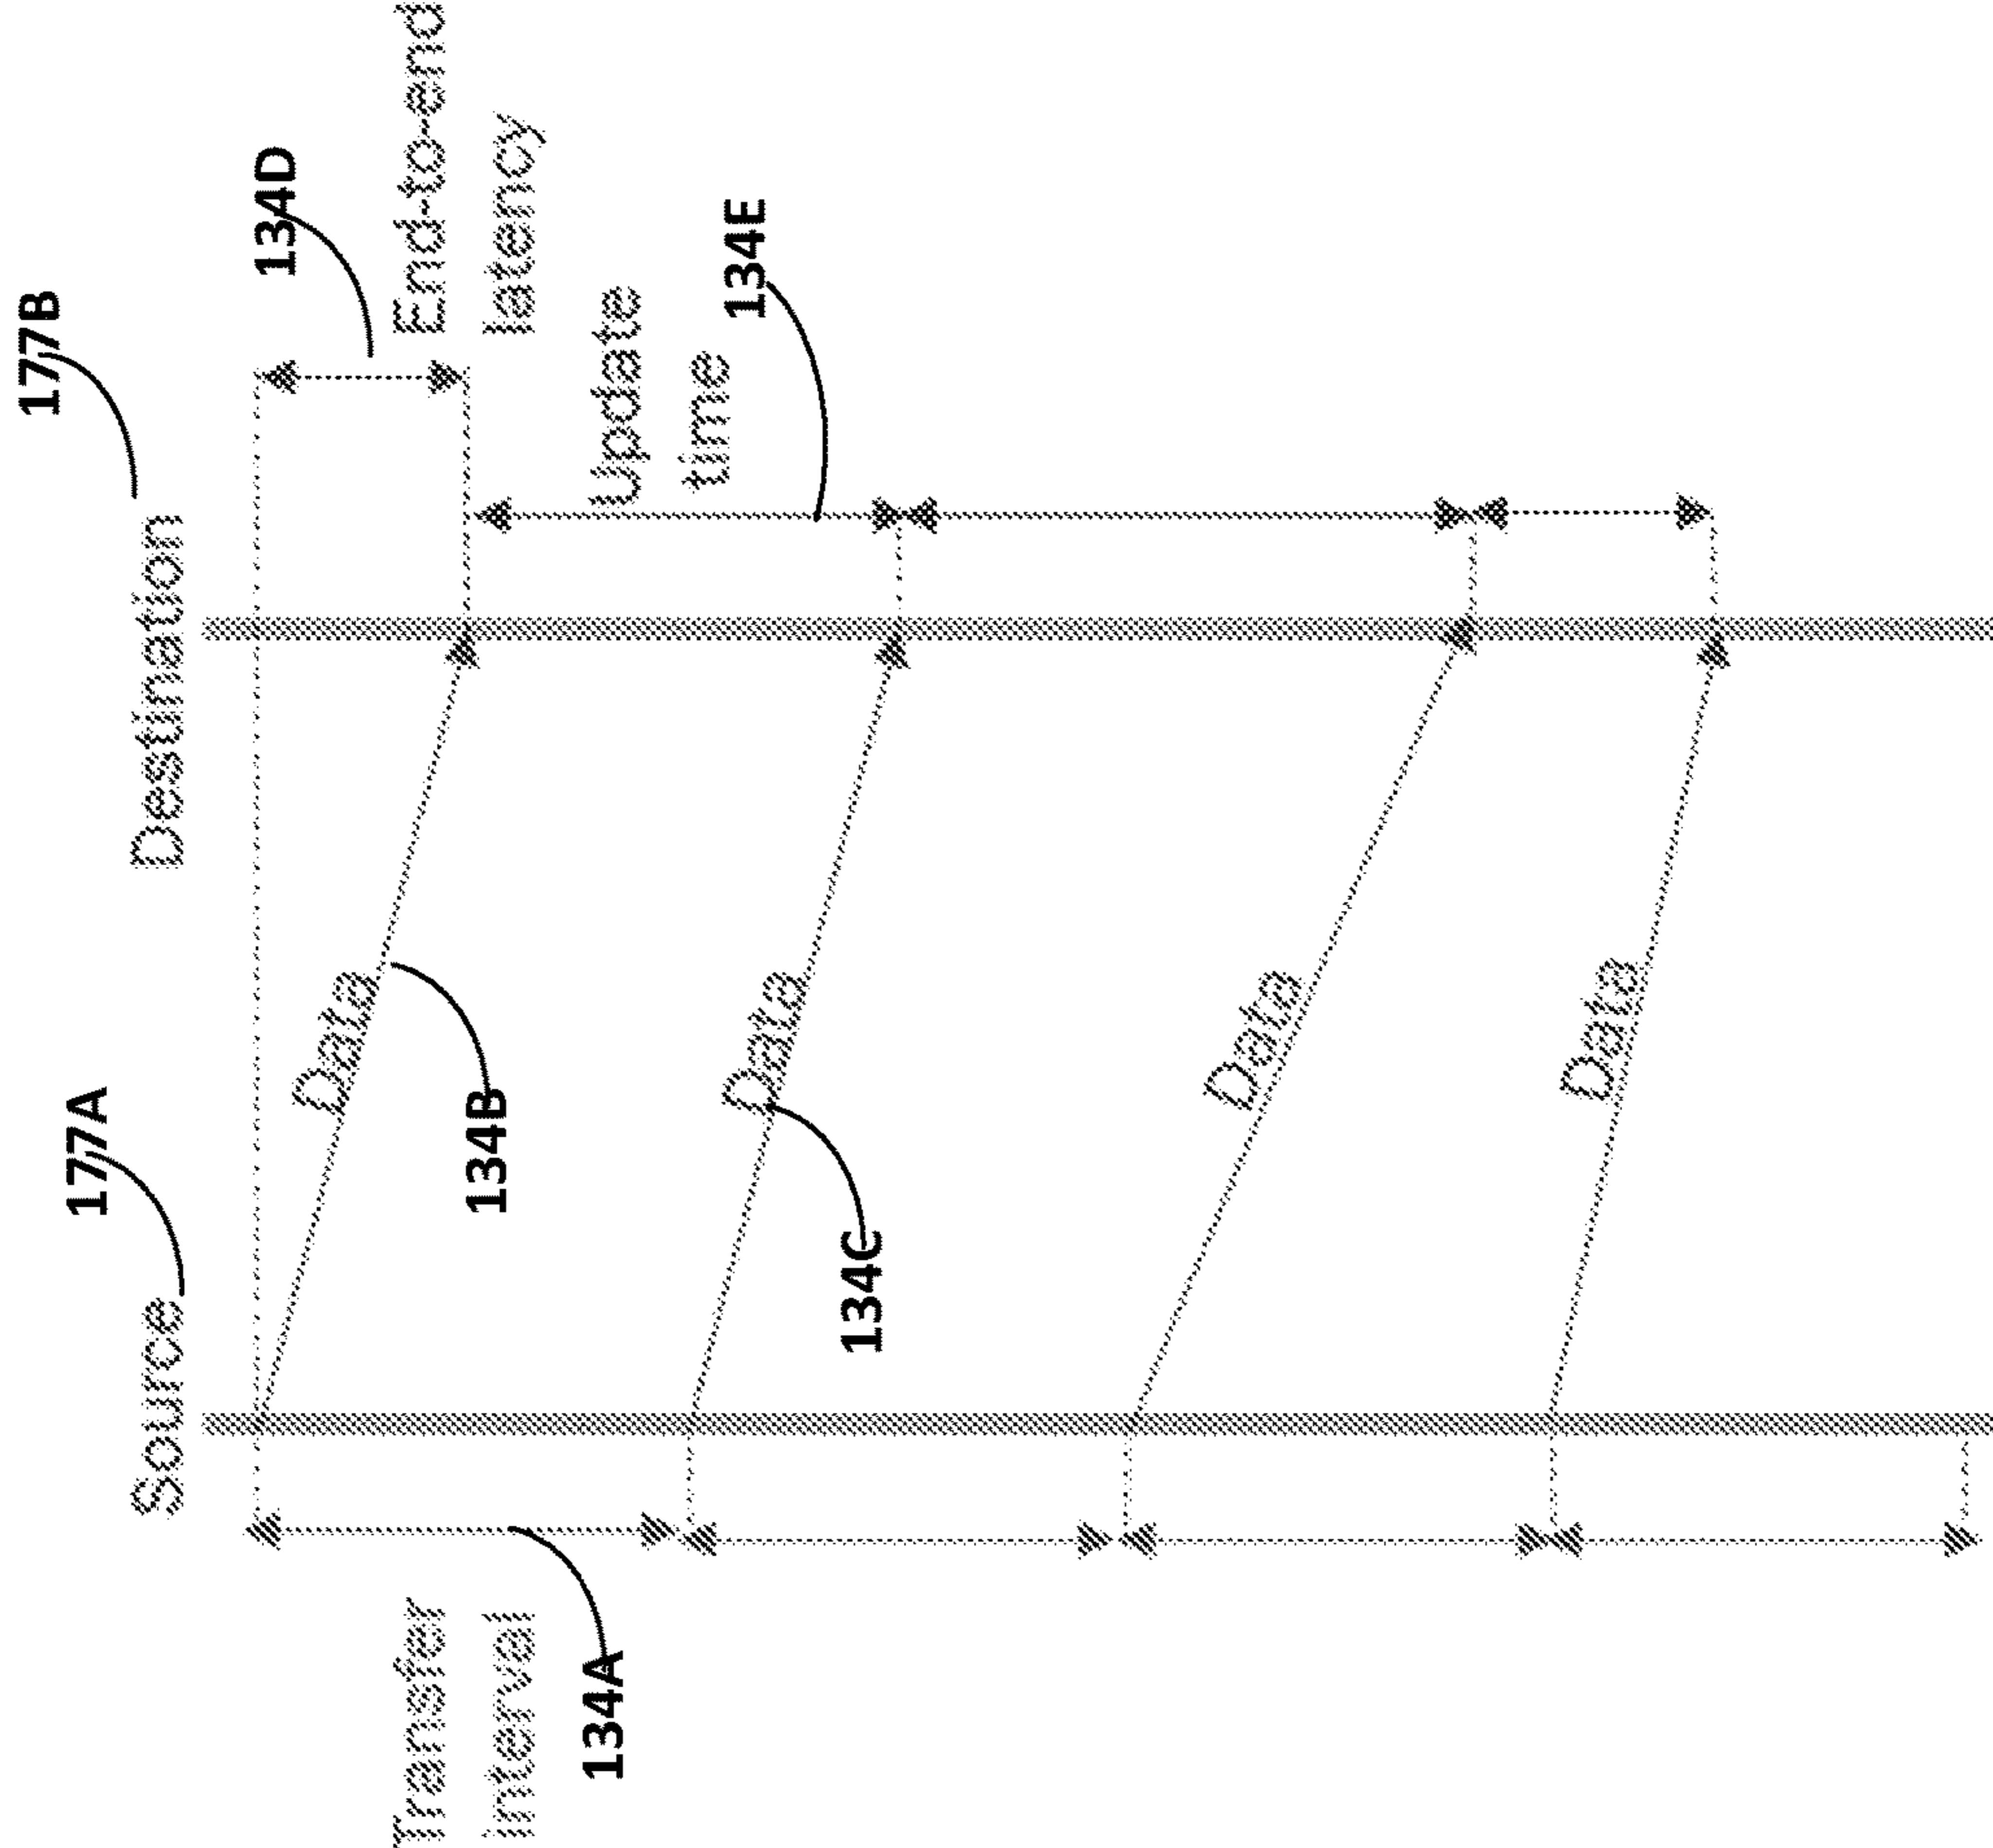 177A
177B
Source
Destination
134D
Transfer
interval
134A
Data
134B
End-to-end
latency
Update
time
134E
Data
134C
Data
Data